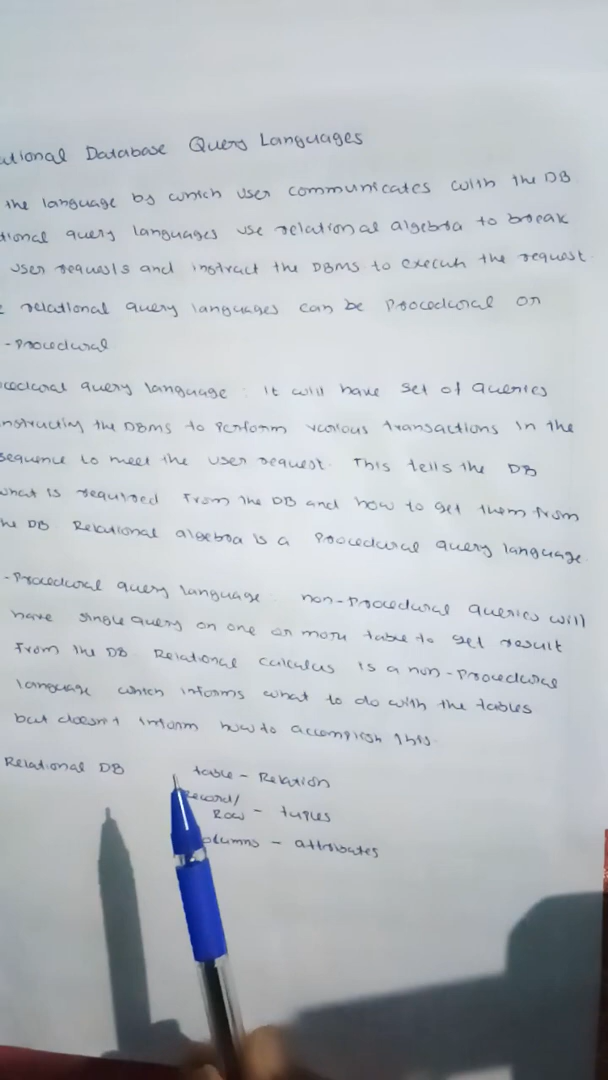 ational Database Query Languages
the language by which user communicates with the DB
tional query languages use relational algebra to break
user requests and instruct the DBMS to execute the request
relational query languages can be Procedural or
-Procedural
cedural query language : it will have set of queries
nstructing the DBMS to perform various transactions in the
sequence to meet the user request. This tells the DB
what is required from the DB and how to get them from
he DB Relational algebra is a procedural query language
-Procedural query language : non-procedural queries will
have single query on one or more table to get result
from the DB. Relational calculus is a non-procedural
language which informs what to do with the tables
but doesn't inform how to accomplish this.
Relational DB table - Relation
Record/
Row - tuples
olumns - attributes